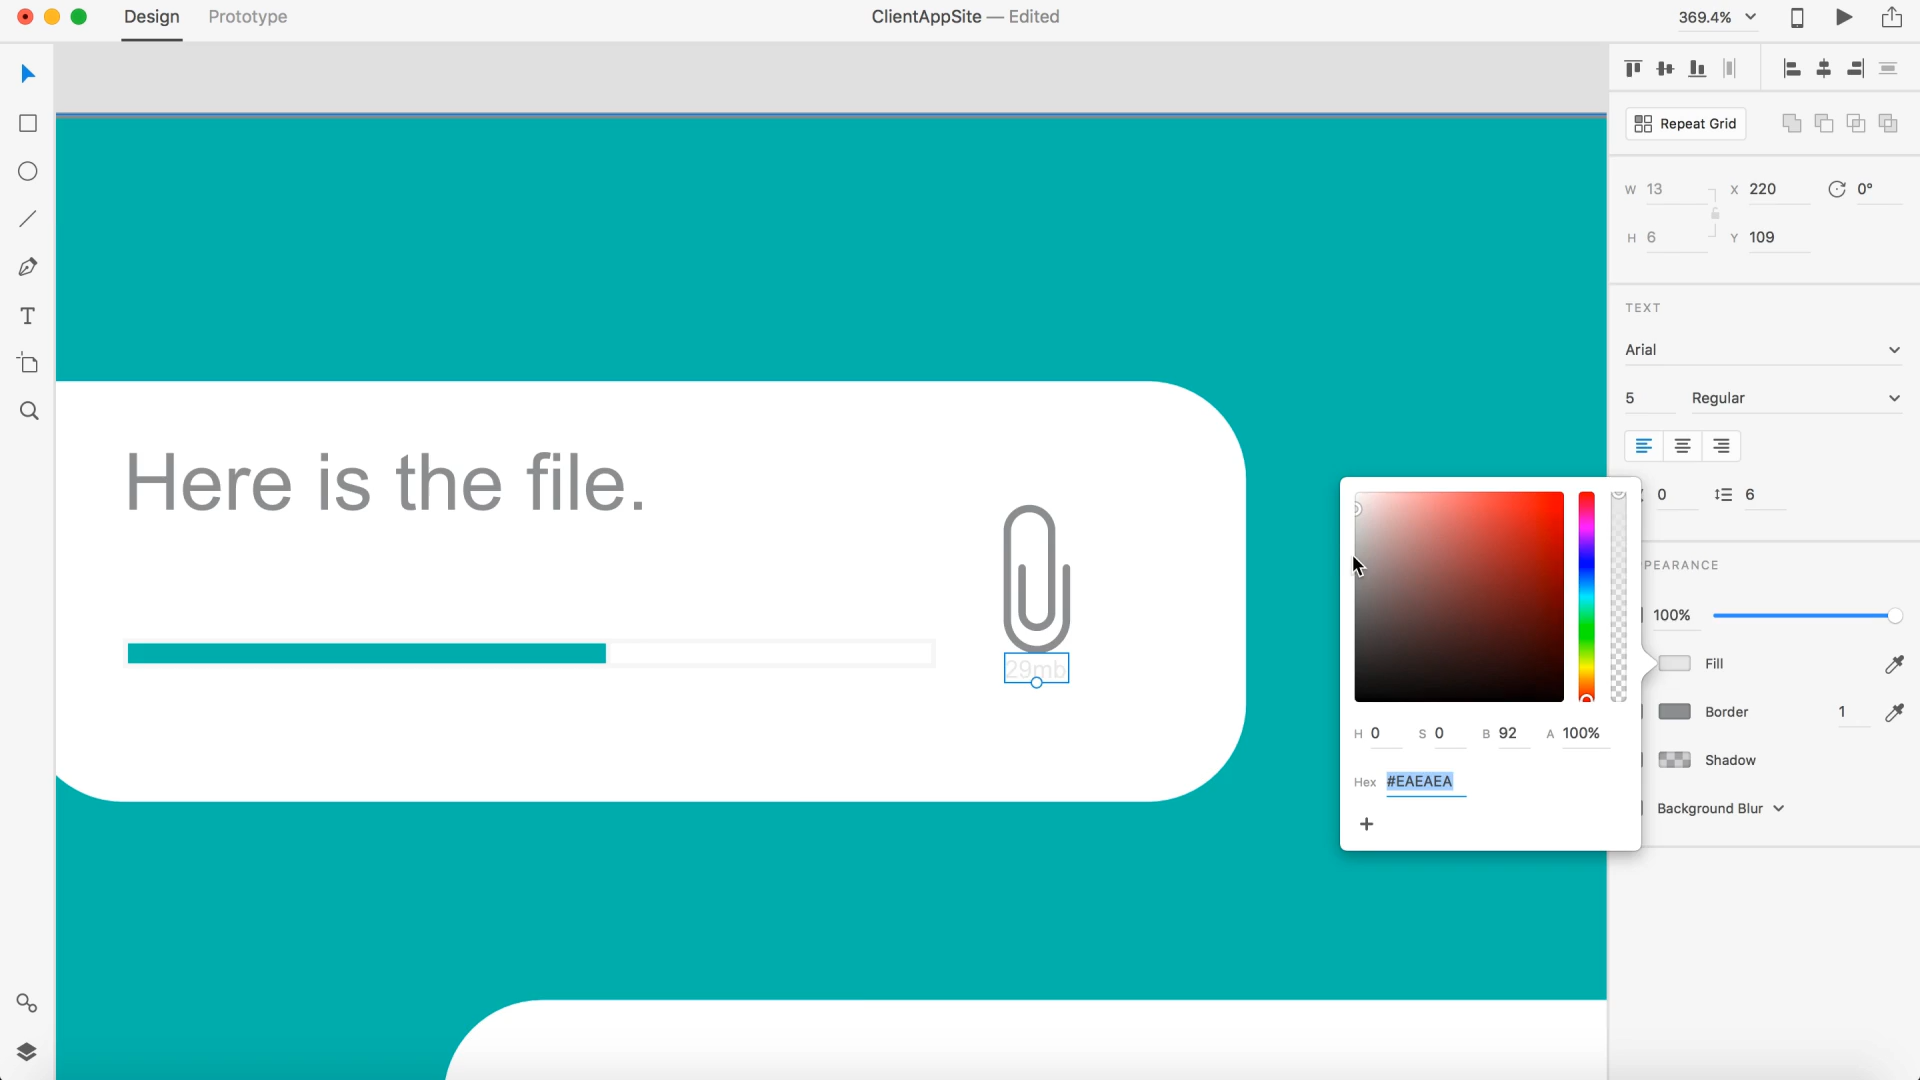 Design Prototype ClientAppSite — Edited 369.4%
Repeat Grid
W 13 X 220 0°
H 6 Y 109
TEXT
Arial
5 Regular
0 6
Here is the file.
29mb
PEARANCE
100%
Fill
Border 1
Shadow
Background Blur
H 0 S 0 B 92 A 100%
Hex #EAEAEA